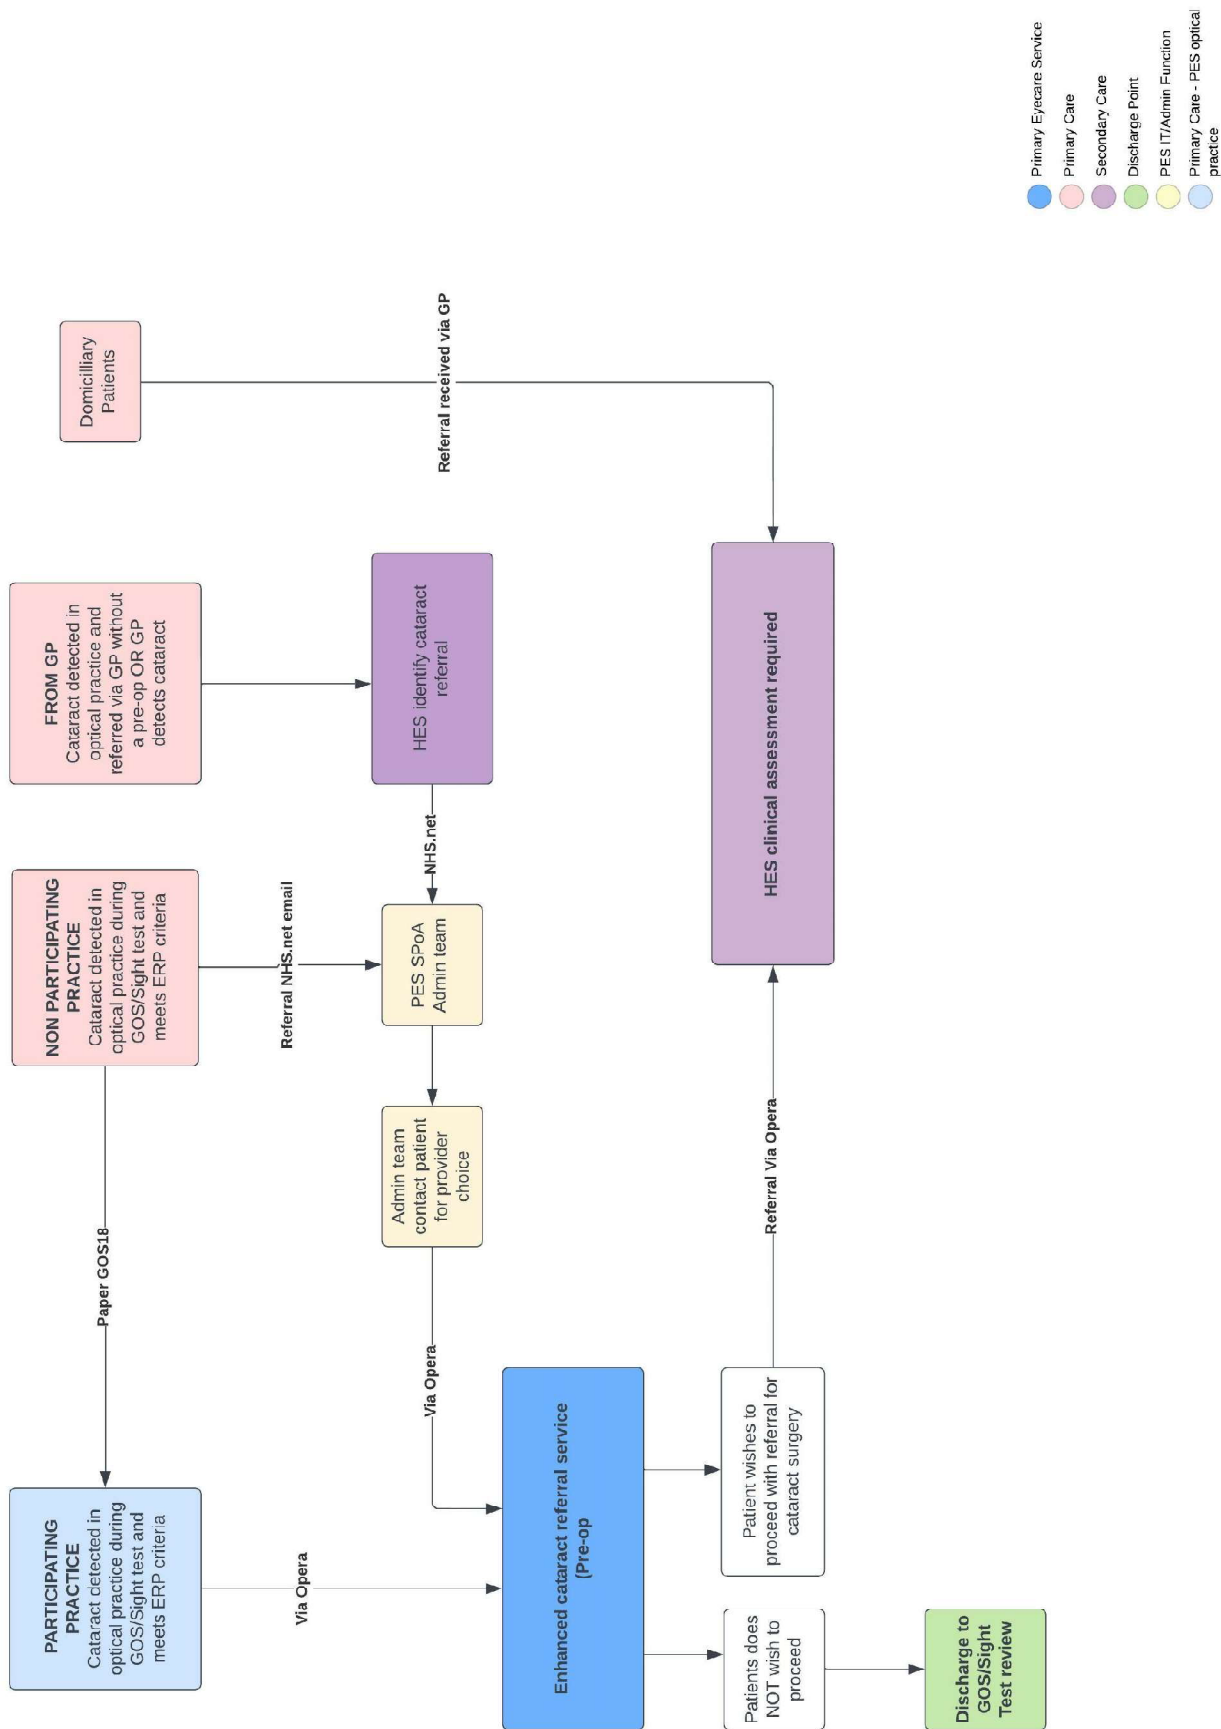 PARTICIPATING
PRACTICE
Cataract detected in
optical practice during
GOS/Sight test and
meets ERP criteria
Paper GOS18
NON PARTICIPATING
PRACTICE
Cataract detected in
optical practice during
GOS/Sight test and
meets ERP criteria
FROM GP
Cataract detected in
optical practice and
referred via GP without
a pre-op OR GP
detects cataract
Domicilliary
Patients
Via Opera
Referral NHS.net email
Via Opera
Admin team
contact patient
for provider
choice
PES SPoA
Admin team
NHS.net
HES identify cataract
referral
Referral received via GP
Enhanced cataract referral service
(Pre-op
Patients does
NOT wish to
proceed
Patient wishes to
proceed with referral for
cataract surgery
Referral Via Opera
HES clinical assessment required
Discharge to
GOS/Sight
Test review
Primary Eyecare Service
Primary Care
Secondary Care
Discharge Point
PES IT/Admin Function
Primary Care - PES optical
practice